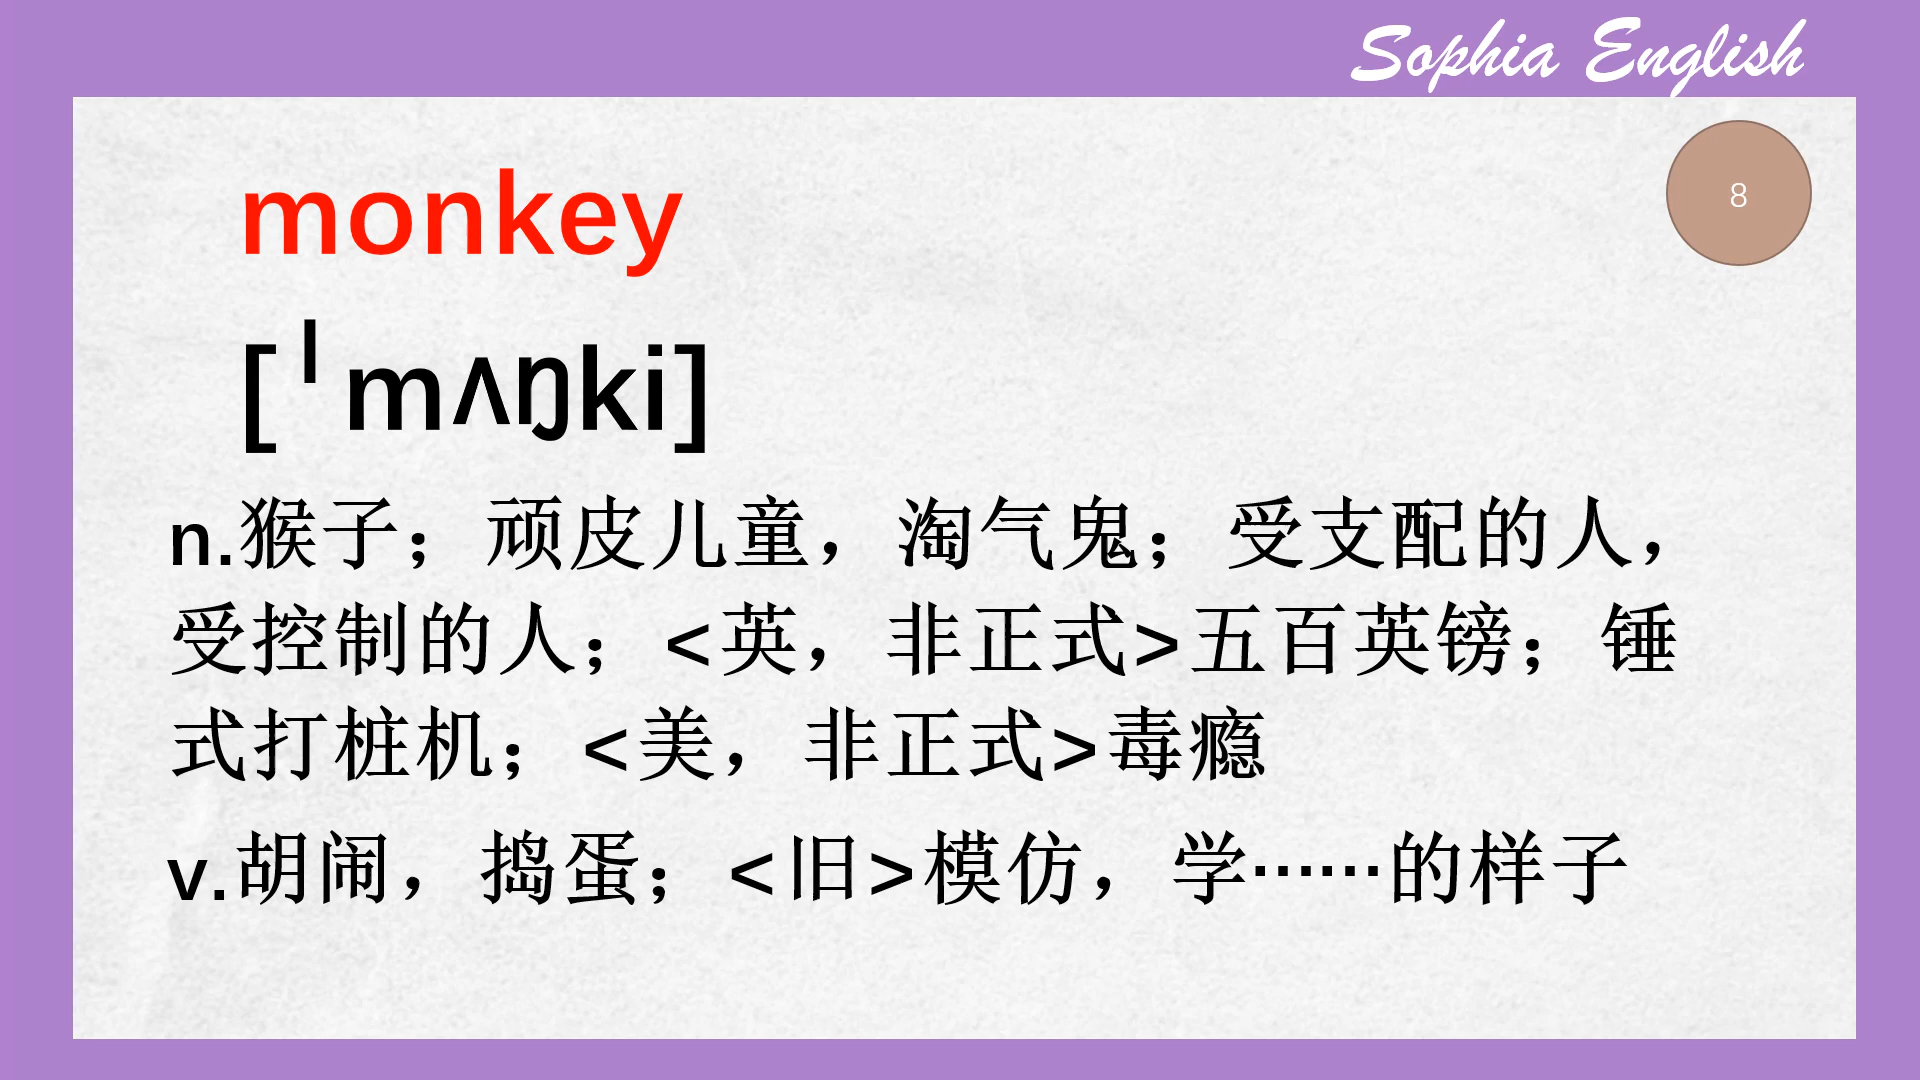 Sophia English
8
monkey
[ˈmʌŋki]
n.猴子；顽皮儿童，淘气鬼；受支配的人，
受控制的人；<英，非正式>五百英镑；锤
式打桩机；<美，非正式>毒瘾
v.胡闹，捣蛋；<旧>模仿，学……的样子